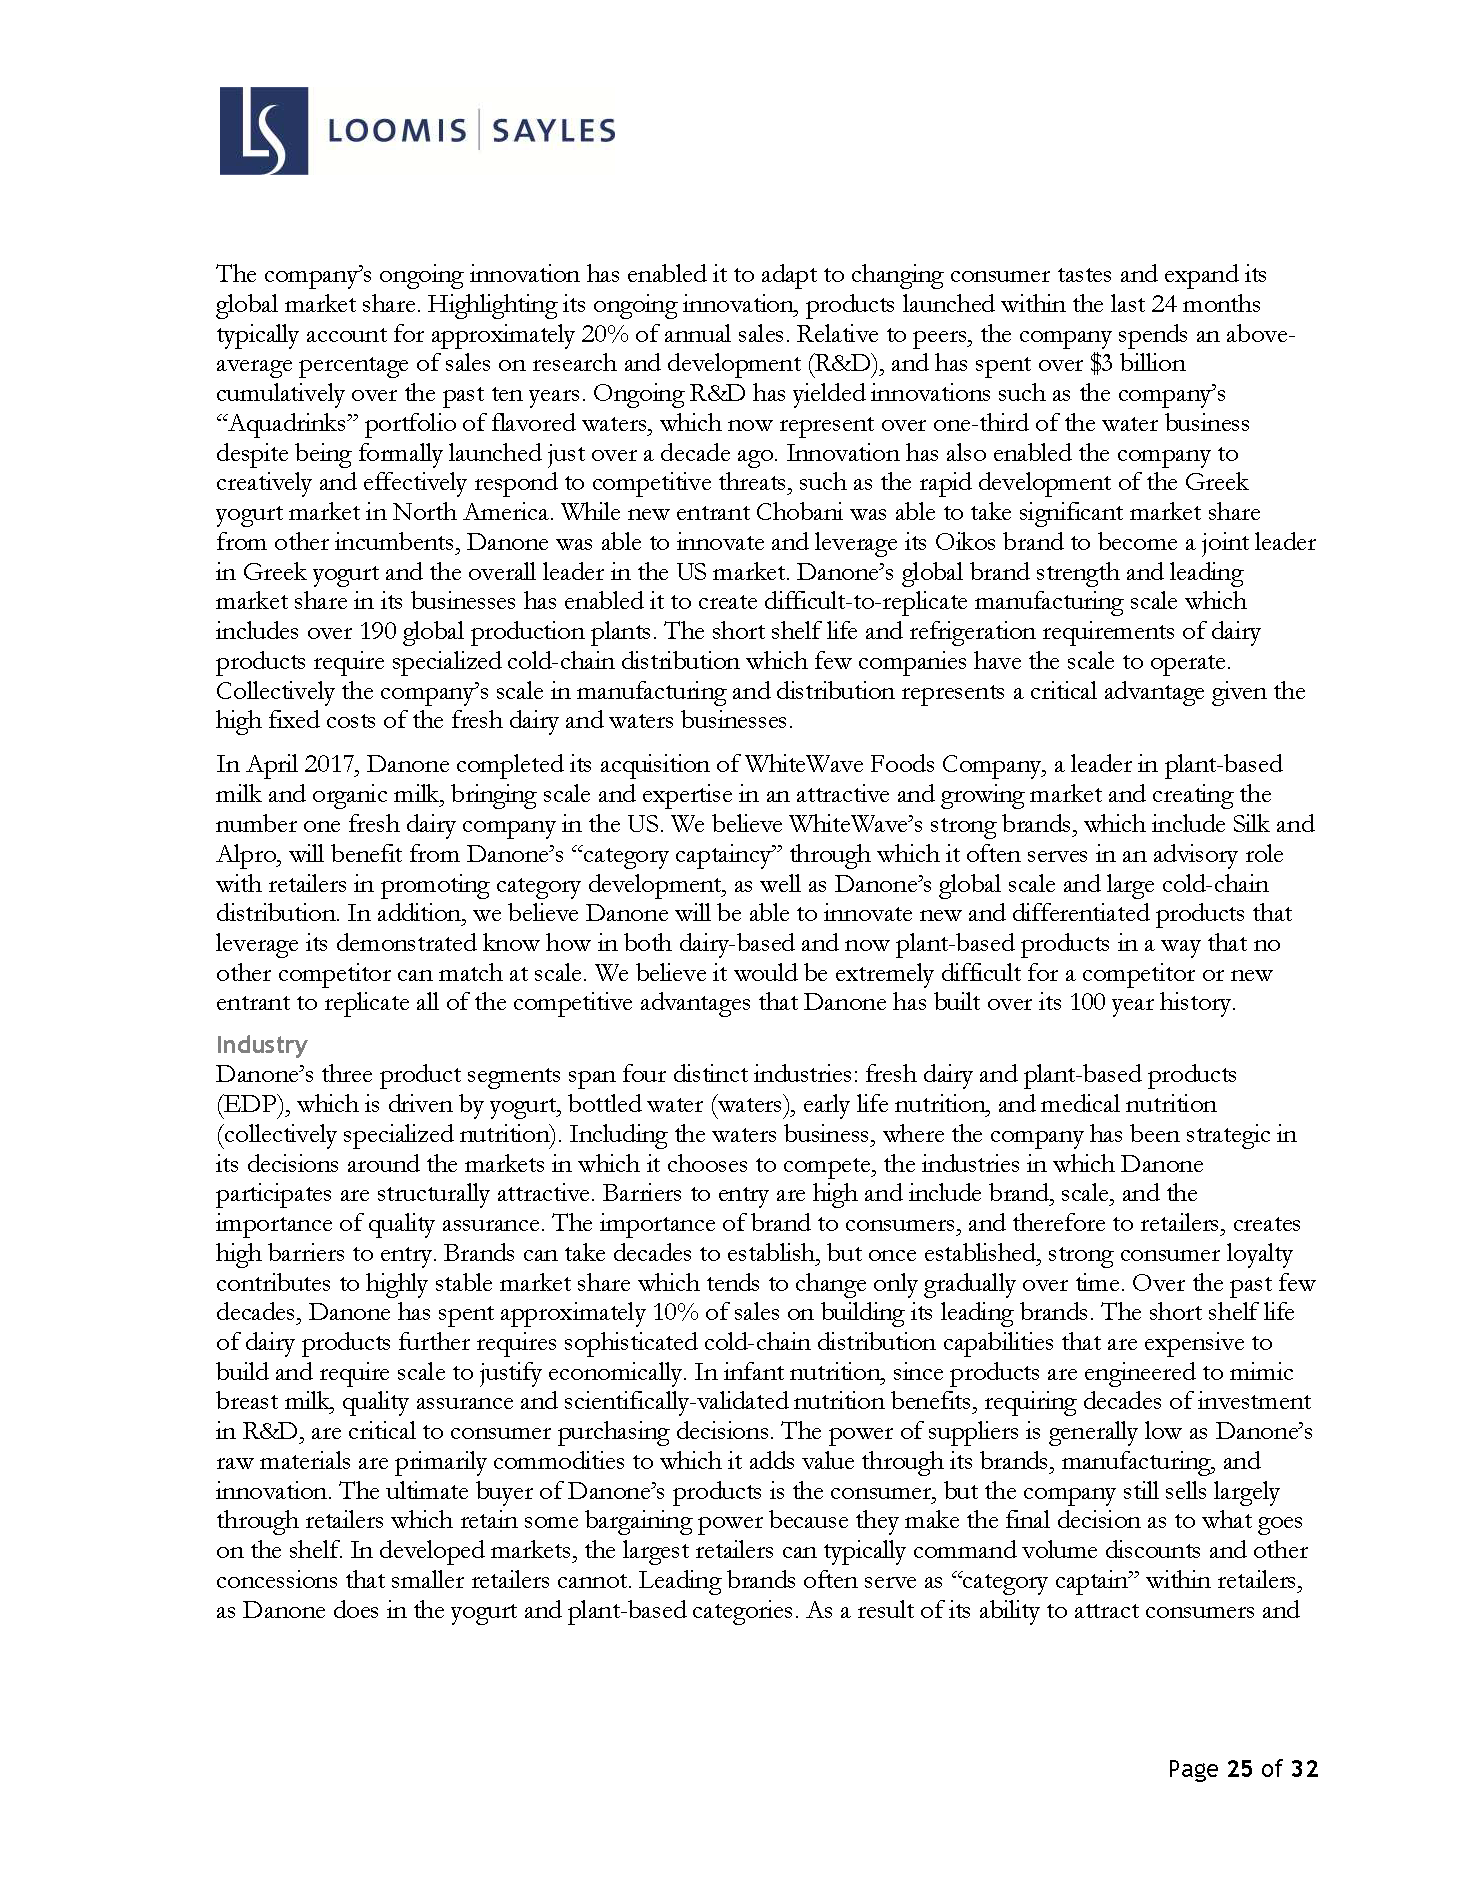 LS LOOMIS | SAYLES
The company’s ongoing innovation has enabled it to adapt to changing consumer tastes and expand its
global market share. Highlighting its ongoing innovation, products launched within the last 24 months
typically account for approximately 20% of annual sales. Relative to peers, the company spends an above-
average percentage of sales on research and development (R&D), and has spent over $3 billion
cumulatively over the past ten years. Ongoing R&D has yielded innovations such as the company’s
“Aquadrinks” portfolio of flavored waters, which now represent over one-third of the water business
despite being formally launched just over a decade ago. Innovation has also enabled the company to
creatively and effectively respond to competitive threats, such as the rapid development of the Greek
yogurt market in North America. While new entrant Chobani was able to take significant market share
from other incumbents, Danone was able to innovate and leverage its Oikos brand to become a joint leader
in Greek yogurt and the overall leader in the US market. Danone’s global brand strength and leading
market share in its businesses has enabled it to create difficult-to-replicate manufacturing scale which
includes over 190 global production plants. The short shelf life and refrigeration requirements of dairy
products require specialized cold-chain distribution which few companies have the scale to operate.
Collectively the company’s scale in manufacturing and distribution represents a critical advantage given the
high fixed costs of the fresh dairy and waters businesses.
In April 2017, Danone completed its acquisition of WhiteWave Foods Company, a leader in plant-based
milk and organic milk, bringing scale and expertise in an attractive and growing market and creating the
number one fresh dairy company in the US. We believe WhiteWave’s strong brands, which include Silk and
Alpro, will benefit from Danone’s “category captaincy” through which it often serves in an advisory role
with retailers in promoting category development, as well as Danone’s global scale and large cold-chain
distribution. In addition, we believe Danone will be able to innovate new and differentiated products that
leverage its demonstrated know how in both dairy-based and now plant-based products in a way that no
other competitor can match at scale. We believe it would be extremely difficult for a competitor or new
entrant to replicate all of the competitive advantages that Danone has built over its 100 year history.
Industry
Danone’s three product segments span four distinct industries: fresh dairy and plant-based products
(EDP), which is driven by yogurt, bottled water (waters), early life nutrition, and medical nutrition
(collectively specialized nutrition). Including the waters business, where the company has been strategic in
its decisions around the markets in which it chooses to compete, the industries in which Danone
participates are structurally attractive. Barriers to entry are high and include brand, scale, and the
importance of quality assurance. The importance of brand to consumers, and therefore to retailers, creates
high barriers to entry. Brands can take decades to establish, but once established, strong consumer loyalty
contributes to highly stable market share which tends to change only gradually over time. Over the past few
decades, Danone has spent approximately 10% of sales on building its leading brands. The short shelf life
of dairy products further requires sophisticated cold-chain distribution capabilities that are expensive to
build and require scale to justify economically. In infant nutrition, since products are engineered to mimic
breast milk, quality assurance and scientifically-validated nutrition benefits, requiring decades of investment
in R&D, are critical to consumer purchasing decisions. The power of suppliers is generally low as Danone’s
raw materials are primarily commodities to which it adds value through its brands, manufacturing, and
innovation. The ultimate buyer of Danone’s products is the consumer, but the company still sells largely
through retailers which retain some bargaining power because they make the final decision as to what goes
on the shelf. In developed markets, the largest retailers can typically command volume discounts and other
concessions that smaller retailers cannot. Leading brands often serve as “category captain” within retailers,
as Danone does in the yogurt and plant-based categories. As a result of its ability to attract consumers and
Page 25 of 32